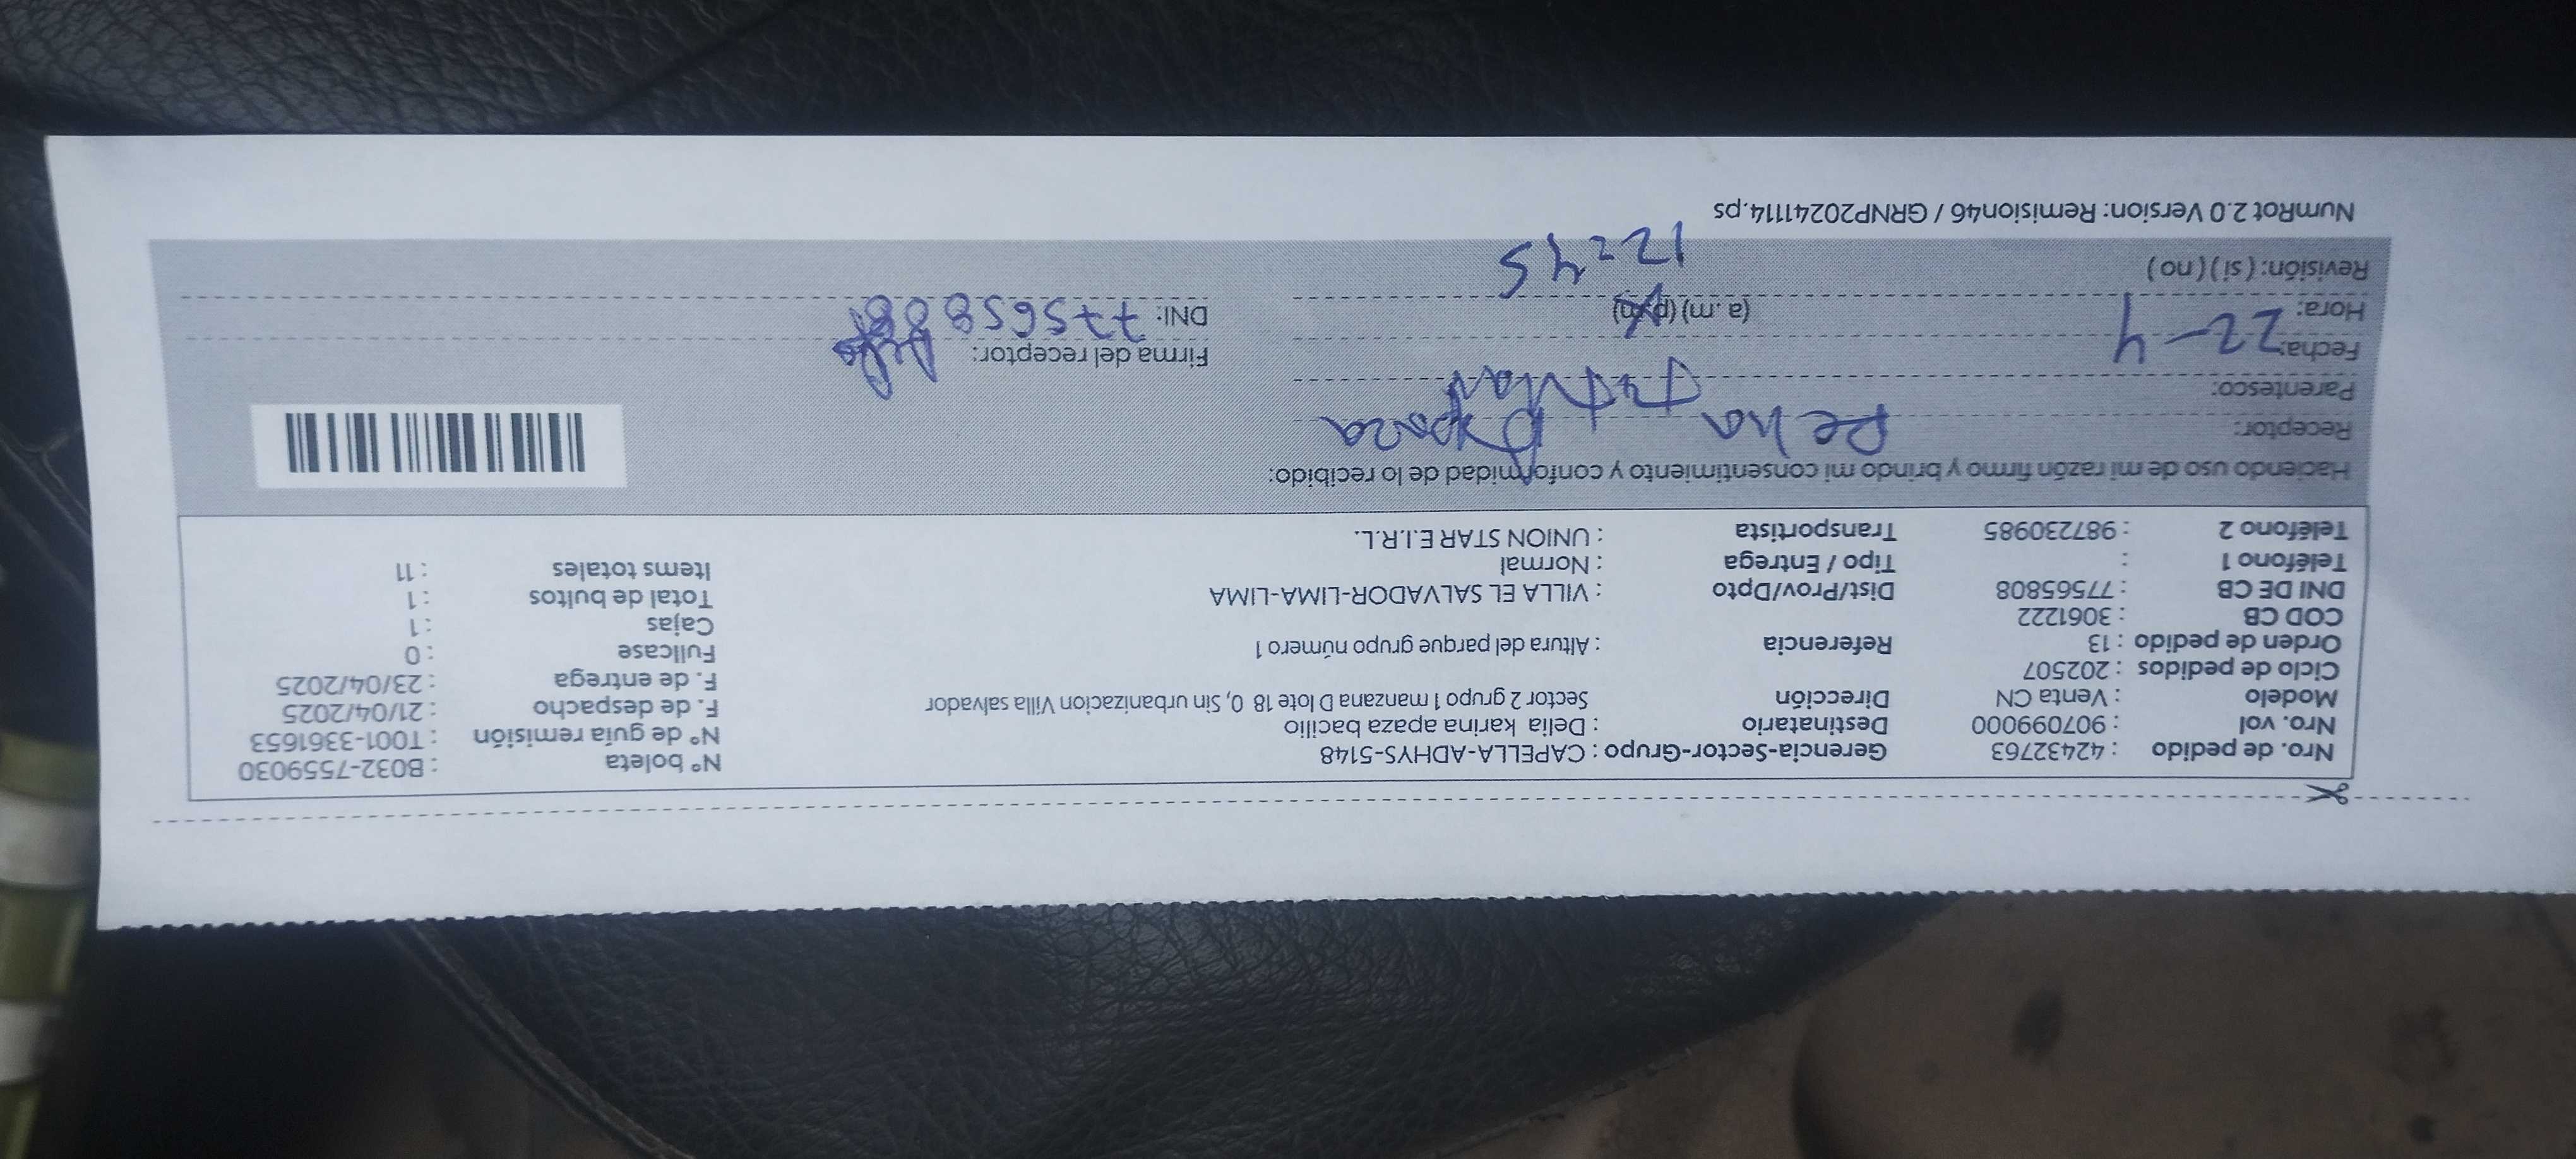 Nro. de pedido : 42432763 Gerencia-Sector-Grupo : CAPELLA-ADHYS-5148 N° boleta : B032-7559030
Nro. vol : 907099000 Destinatario : Delia karina apaza bacilio N° de guía remisión : T001-3361653
Modelo : Venta CN Dirección Sector 2 grupo 1 manzana D lote 18 0, Sin urbanizacion Villa salvador F. de despacho : 21/04/2025
Ciclo de pedidos : 202507 F. de entrega : 23/04/2025
Orden de pedido : 13 Referencia : Altura del parque grupo número 1 Fullcase : 0
COD CB : 3061222 Cajas : 1
DNI DE CB : 77565808 Dist/Prov/Dpto : VILLA EL SALVADOR-LIMA-LIMA Total de bultos : 1
Teléfono 1 : Tipo / Entrega : Normal Items totales : 11
Teléfono 2 : 987230985 Transportista : UNION STAR E.I.R.L.
Haciendo uso de mi razón firmo y brindo mi consentimiento y conformidad de lo recibido:
Receptor:
Parentesco:
Fecha: 22-4 Firma del receptor:
Hora: (a.m) (p.m) DNI:
12=45
Revisión: (si) (no)
NumRot 2.0 Version: Remision46 / GRNP20241114.ps